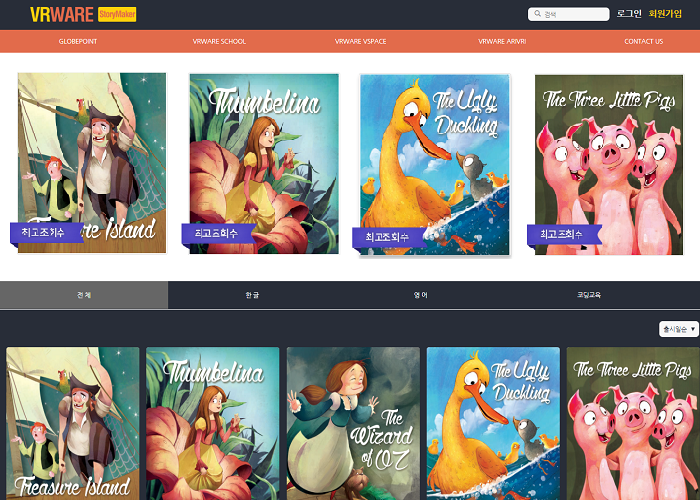 VRWARE StoryMaker
검색
로그인 회원가입
GLOBEPOINT VRWARE SCHOOL VRWARE VSPACE VRWARE ARIVRI CONTACT US
Thumbelina
The Ugly
Duckling
The Three Little Pigs
최고조회수
re Island
최고조회수
최고조회수
최고조회수
전 체 한 글 영 어 코딩교육
출시일순 ▼
Treasure Island
Thumbelina
The
Wizard
of OZ
The Ugly
Duckling
The Three Little Pigs